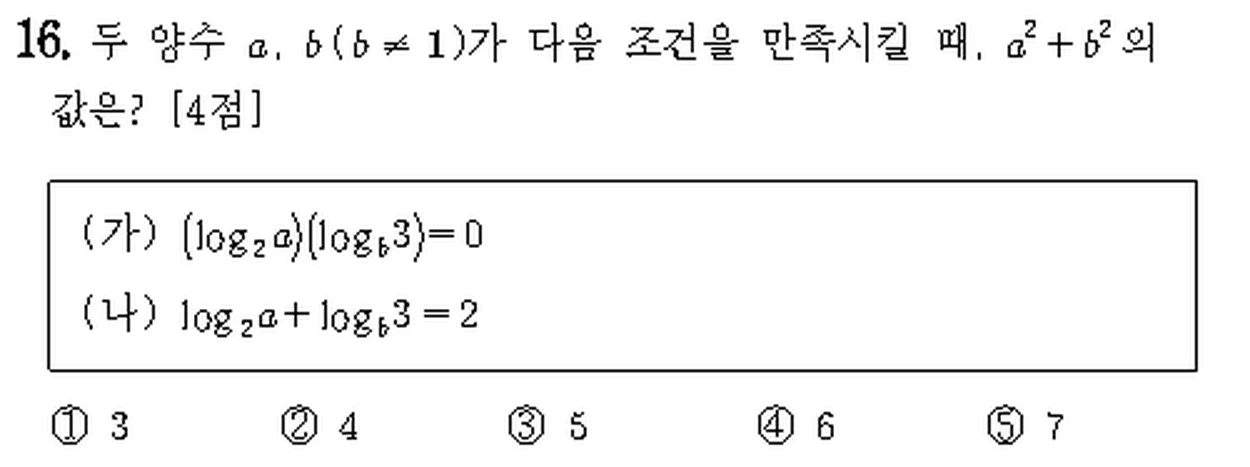 16. 두 양수 a, b(b ≠ 1)가 다음 조건을 만족시킬 때, a² + b²의
값은? [4점]
(가) (log₂a)(log_b3) = 0
(나) log₂a + log_b3 = 2
① 3 ② 4 ③ 5 ④ 6 ⑤ 7